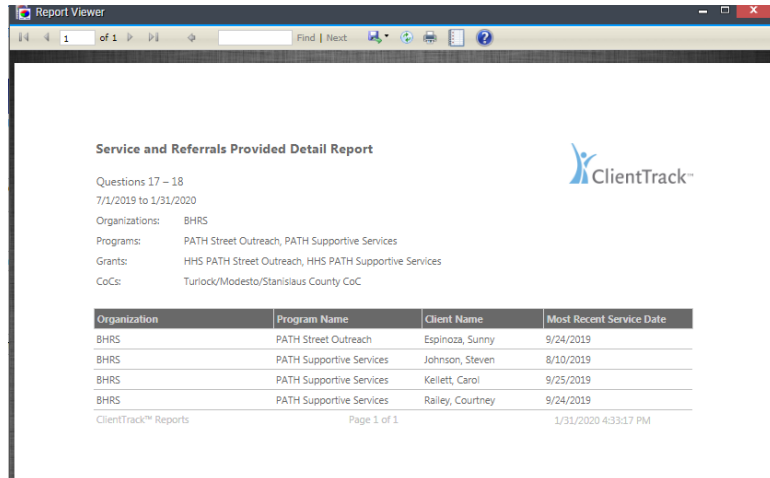 Report Viewer
1 of 1 Find | Next
Service and Referrals Provided Detail Report
ClientTrack™
Questions 17 – 18
7/1/2019 to 1/31/2020
Organizations: BHRS
Programs: PATH Street Outreach, PATH Supportive Services
Grants: HHS PATH Street Outreach, HHS PATH Supportive Services
CoCs: Turlock/Modesto/Stanislaus County CoC
Organization Program Name Client Name Most Recent Service Date
BHRS PATH Street Outreach Espinoza, Sunny 9/24/2019
BHRS PATH Supportive Services Johnson, Steven 8/10/2019
BHRS PATH Supportive Services Kellett, Carol 9/25/2019
BHRS PATH Supportive Services Railey, Courtney 9/24/2019
ClientTrack™ Reports Page 1 of 1 1/31/2020 4:33:17 PM